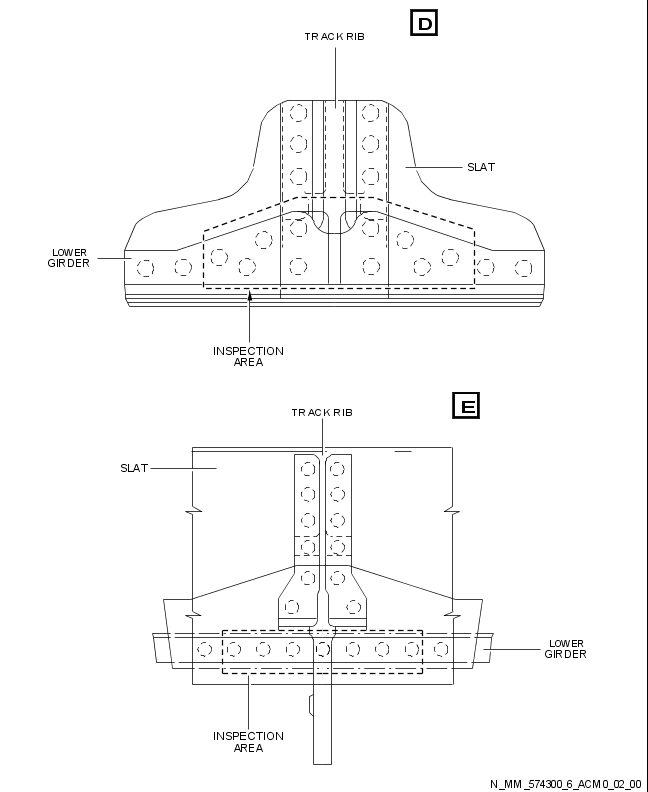 D
TRACK RIB
SLAT
LOWER
GIRDER
INSPECTION
AREA
E
TRACK RIB
SLAT
LOWER
GIRDER
INSPECTION
AREA
N_MM_574300_6_ACM0_02_00